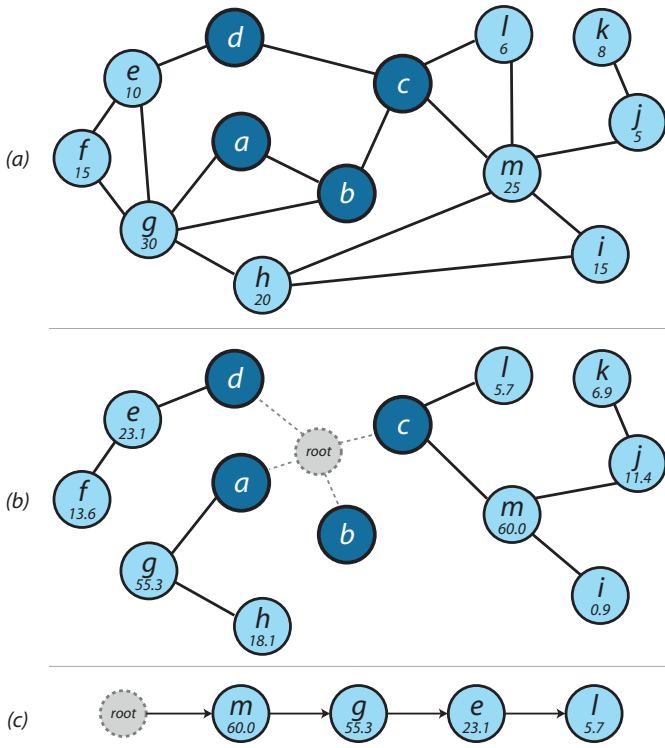 d
l
6
k
8
e
10
c
a
j
5
(a)
f
15
b
m
25
g
30
h
20
i
15
d
l
5.7
k
6.9
e
23.1
c
root
a
j
11.4
(b)
f
13.6
b
m
60.0
g
55.3
i
0.9
h
18.1
(c)
root
m
60.0
g
55.3
e
23.1
l
5.7